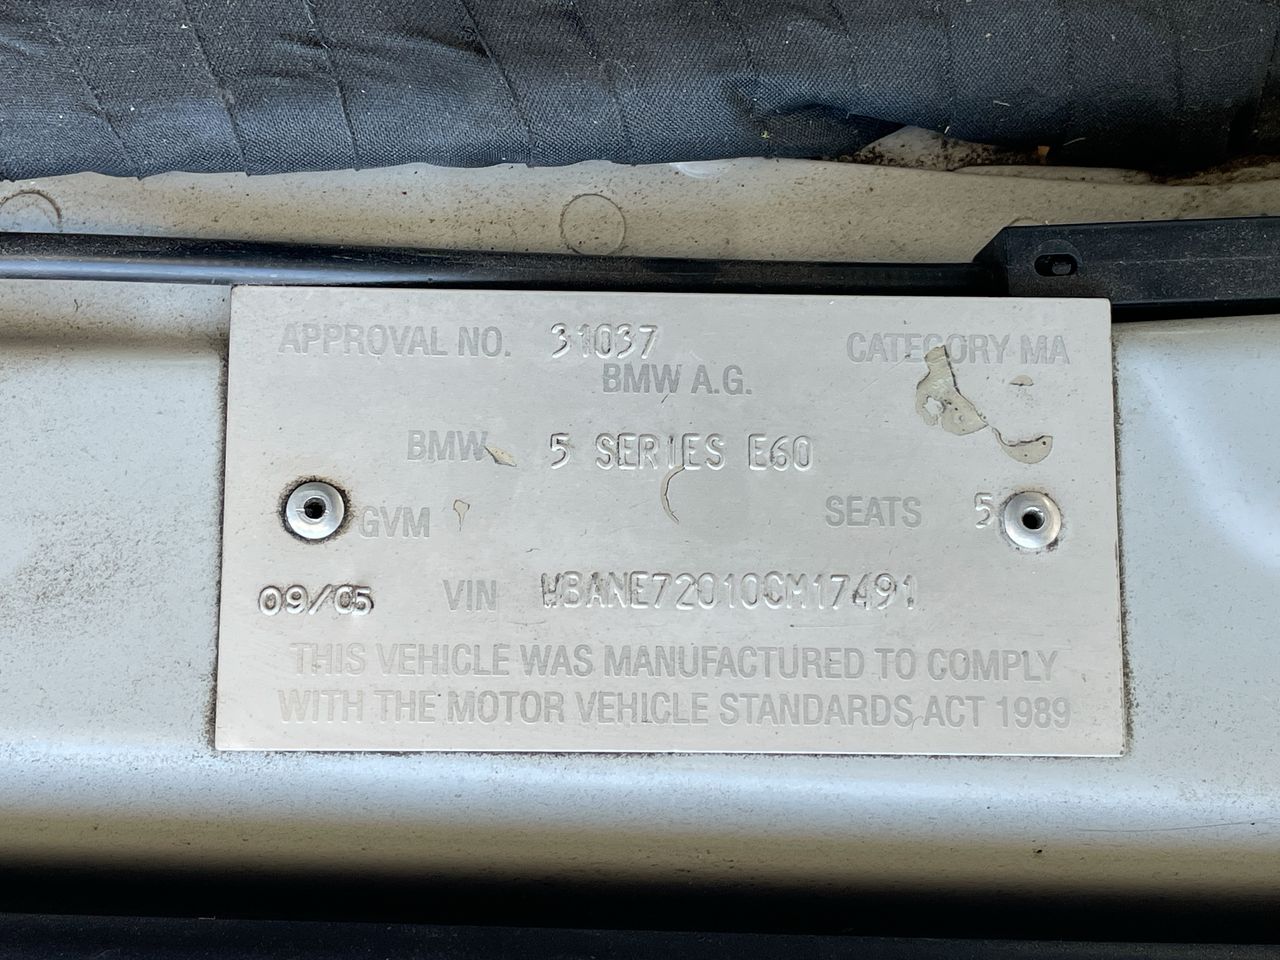 APPROVAL NO. 31037 CATEGORY MA
BMW A.G.
BMW 5 SERIES E60
GVM SEATS 5
09/05 VIN WBANE72010CM17491
THIS VEHICLE WAS MANUFACTURED TO COMPLY
WITH THE MOTOR VEHICLE STANDARDS ACT 1989